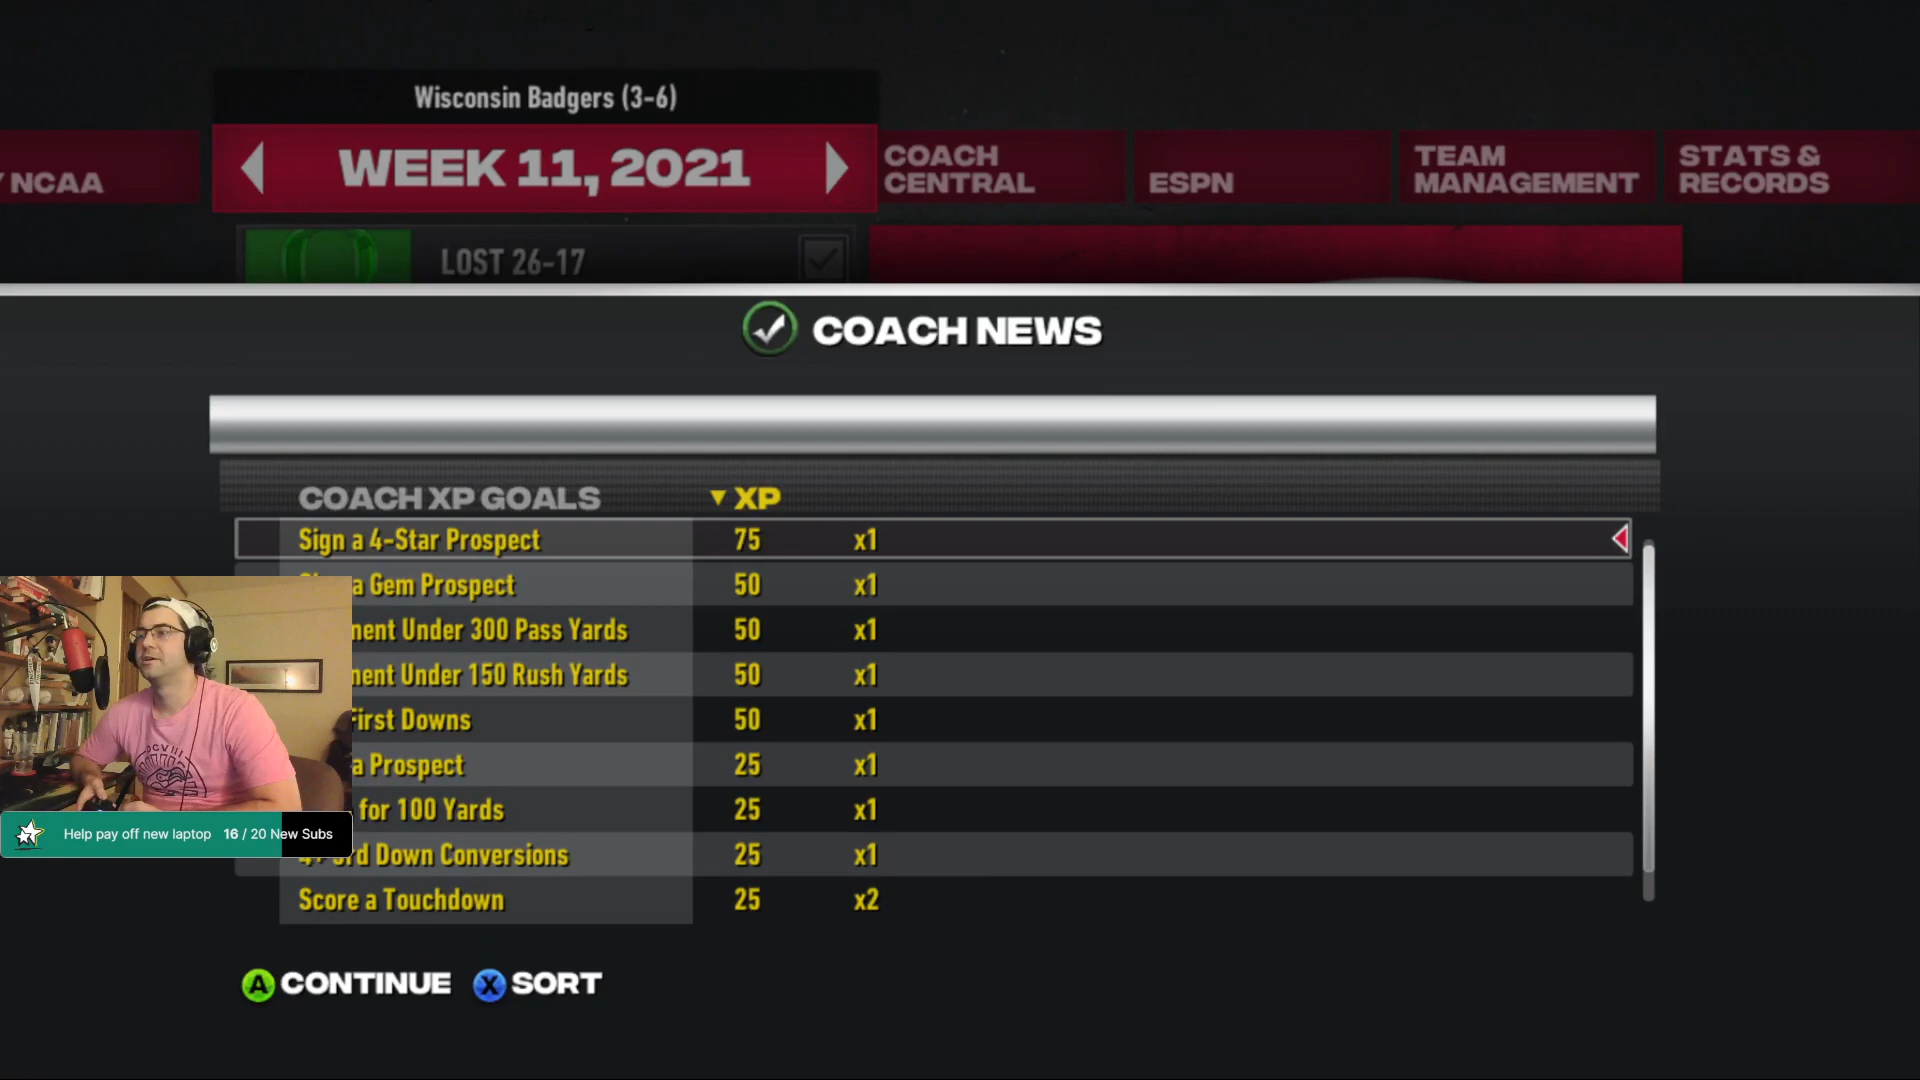 Wisconsin Badgers (3-6)
NCAA
WEEK 11, 2021
COACH CENTRAL
ESPN
TEAM MANAGEMENT
STATS & RECORDS
LOST 26-17
COACH NEWS
COACH XP GOALS XP
Sign a 4-Star Prospect 75 x1
a Gem Prospect 50 x1
Under 300 Pass Yards 50 x1
Under 150 Rush Yards 50 x1
First Downs 50 x1
a Prospect 25 x1
for 100 Yards 25 x1
Down Conversions 25 x1
Score a Touchdown 25 x2
Help pay off new laptop 16 / 20 New Subs
A CONTINUE X SORT